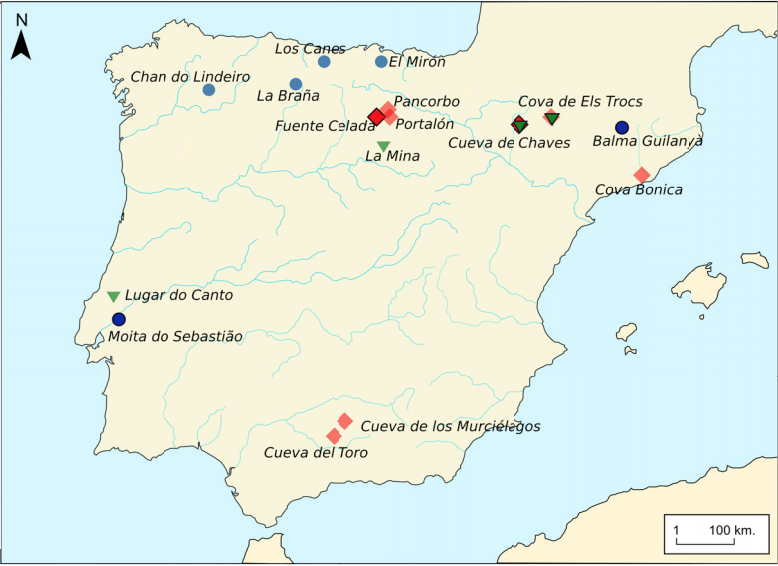 N
Los Canes
El Mirón
Chan do Lindeiro
La Braña
Pancorbo
Cova de Els Trocs
Fuente Celada
Portalón
Cueva de Chaves
Balma Guilanyà
La Mina
Cova Bonica
Lugar do Canto
Moita do Sebastião
Cueva de los Murciélagos
Cueva del Toro
1 100 km.